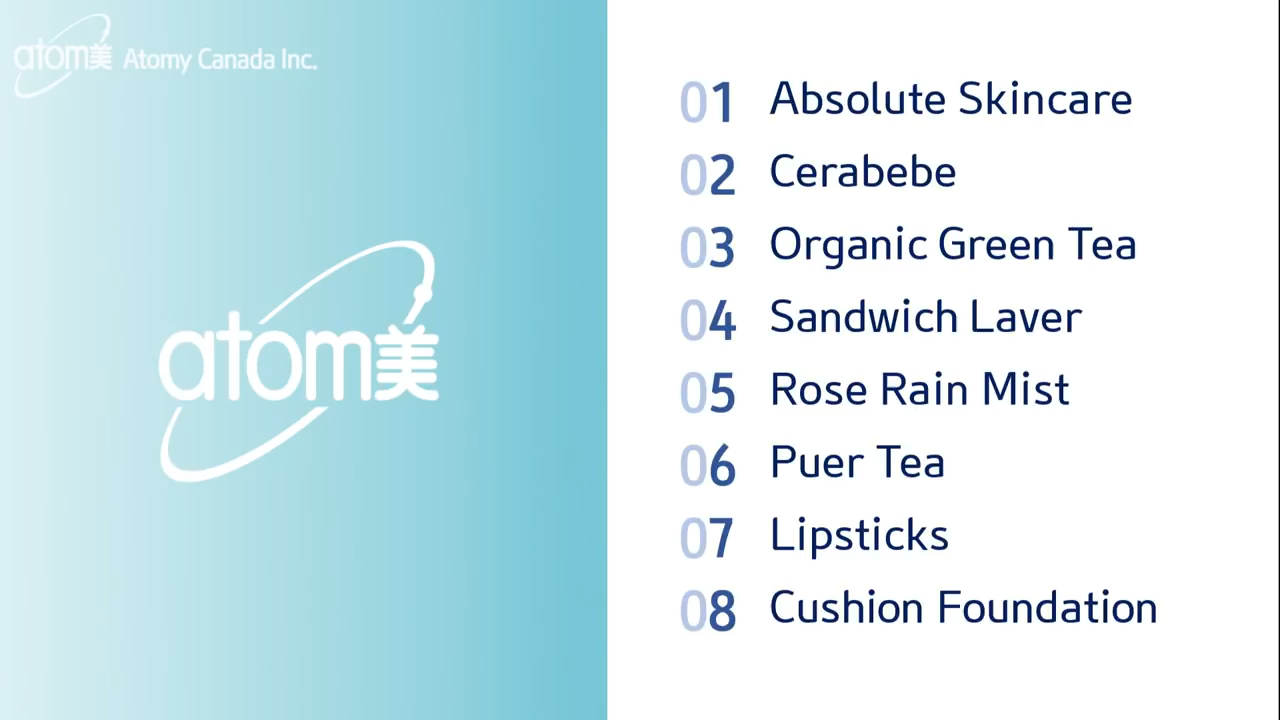 atom美 Atomy Canada Inc.
atom美
01 Absolute Skincare
02 Cerabebe
03 Organic Green Tea
04 Sandwich Laver
05 Rose Rain Mist
06 Puer Tea
07 Lipsticks
08 Cushion Foundation